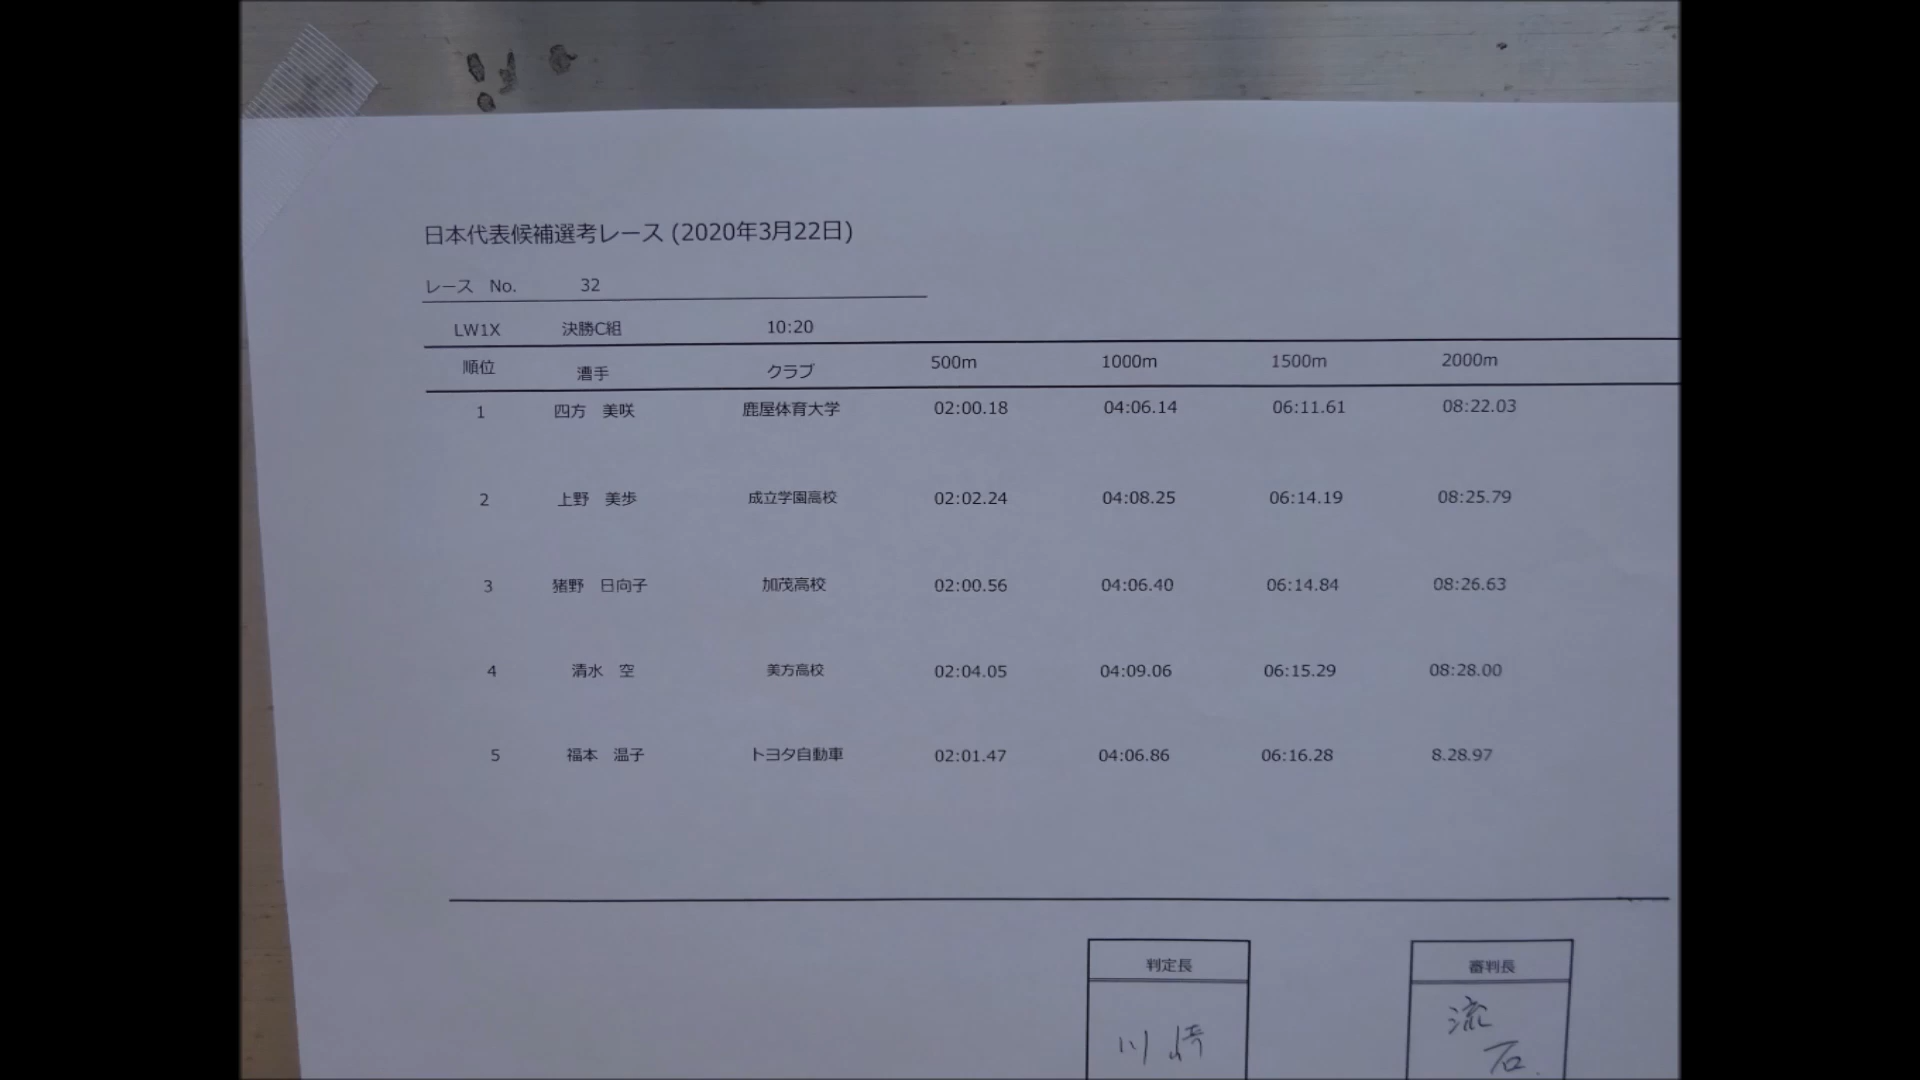 日本代表候補選考レース (2020年3月22日)
レース No. 32
LW1X 決勝C組 10:20
順位 漕手 クラブ 500m 1000m 1500m 2000m
1 四方 美咲 鹿屋体育大学 02:00.18 04:06.14 06:11.61 08:22.03
2 上野 美歩 成立学園高校 02:02.24 04:08.25 06:14.19 08:25.79
3 猪野 日向子 加茂高校 02:00.56 04:06.40 06:14.84 08:26.63
4 清水 空 美方高校 02:04.05 04:09.06 06:15.29 08:28.00
5 福本 温子 トヨタ自動車 02:01.47 04:06.86 06:16.28 8.28.97
判定長 審判長
川﨑 流石